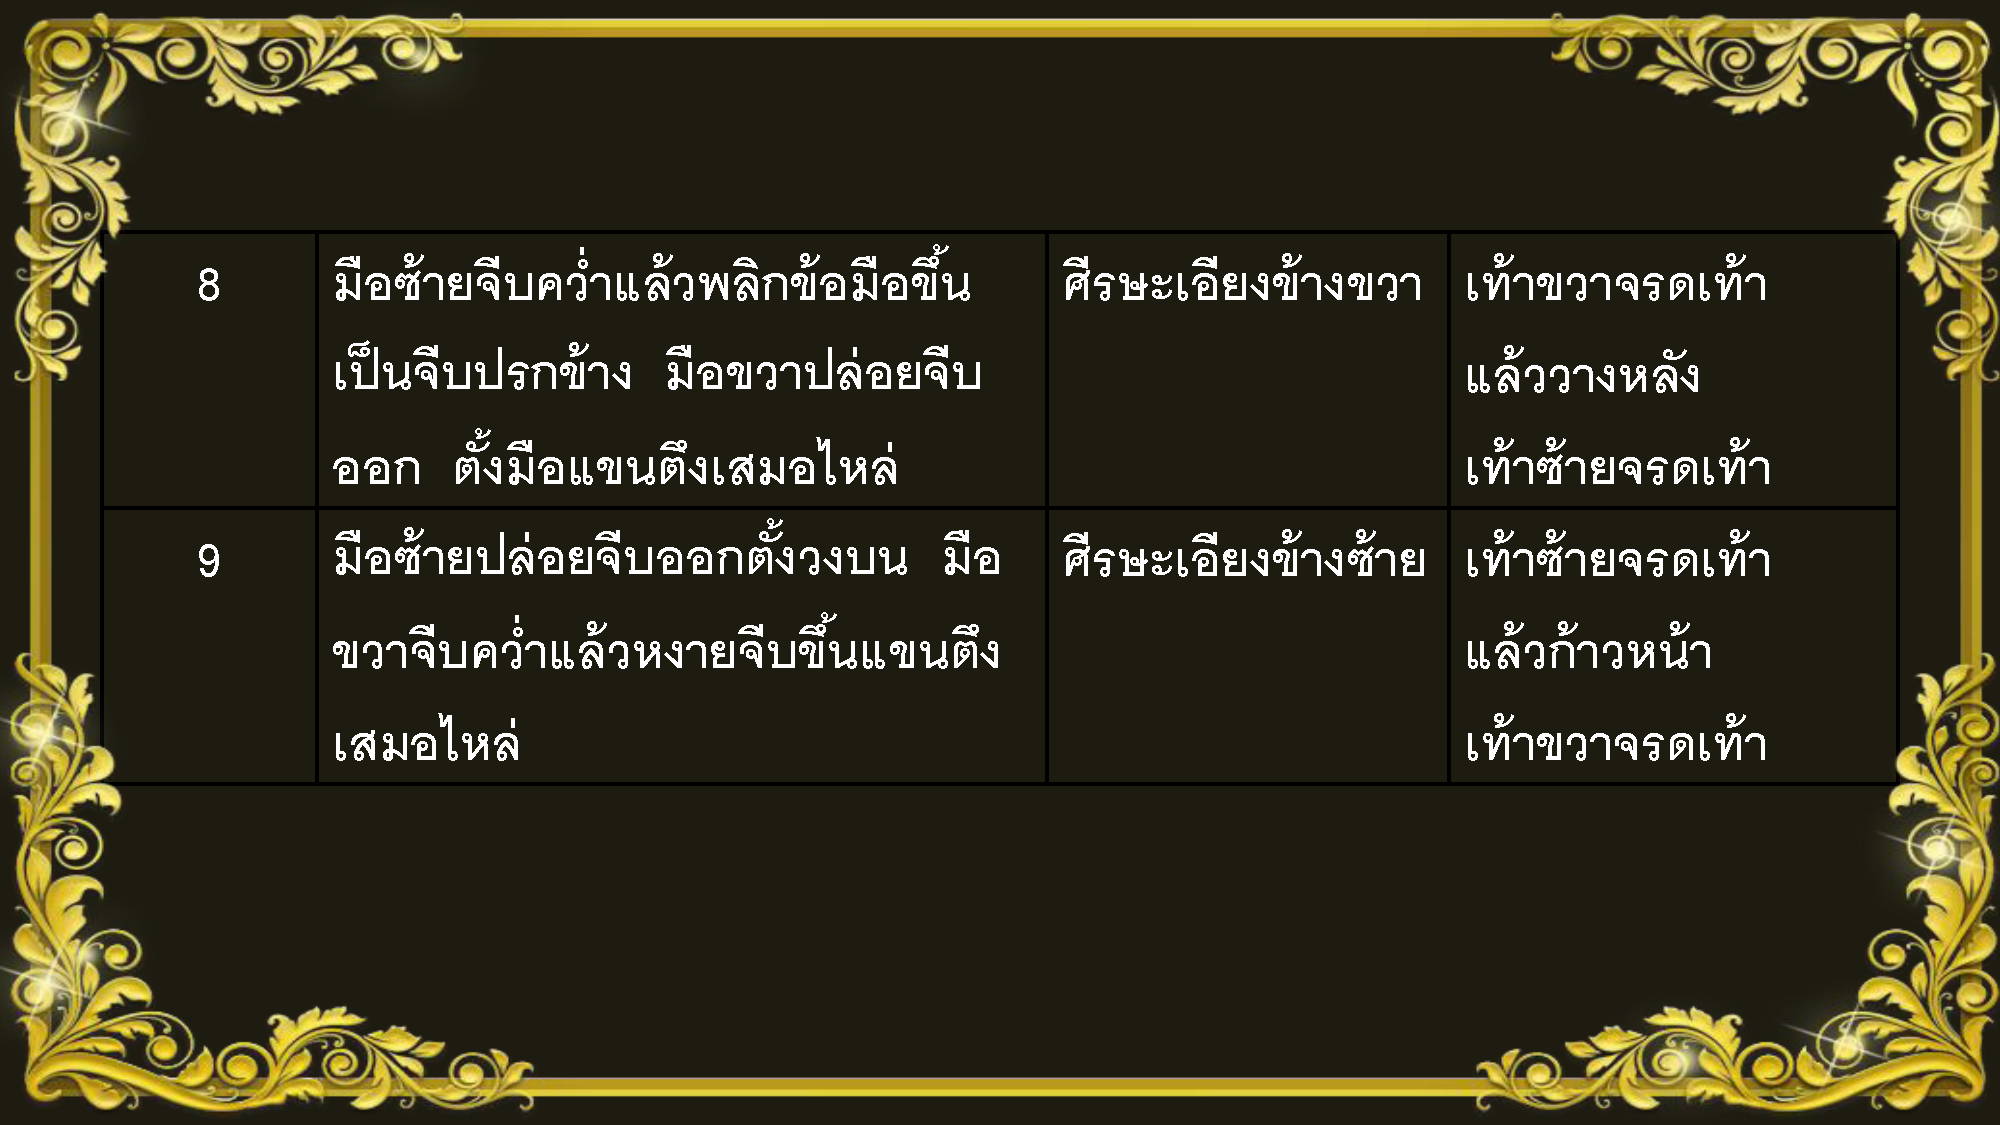 8 มือซ้ายจีบคว่ำแล้วพลิกข้อมือขึ้น ศีรษะเอียงข้างขวา เท้าขวาจรดเท้า
เป็นจีบปรกข้าง มือขวาปล่อยจีบ แล้ววางหลัง
ออก ตั้งมือแขนตึงเสมอไหล่ เท้าซ้ายจรดเท้า
9 มือซ้ายปล่อยจีบออกตั้งวงบน มือ ศีรษะเอียงข้างซ้าย เท้าซ้ายจรดเท้า
ขวาจีบคว่ำแล้วหงายจีบขึ้นแขนตึง แล้วก้าวหน้า
เสมอไหล่ เท้าขวาจรดเท้า